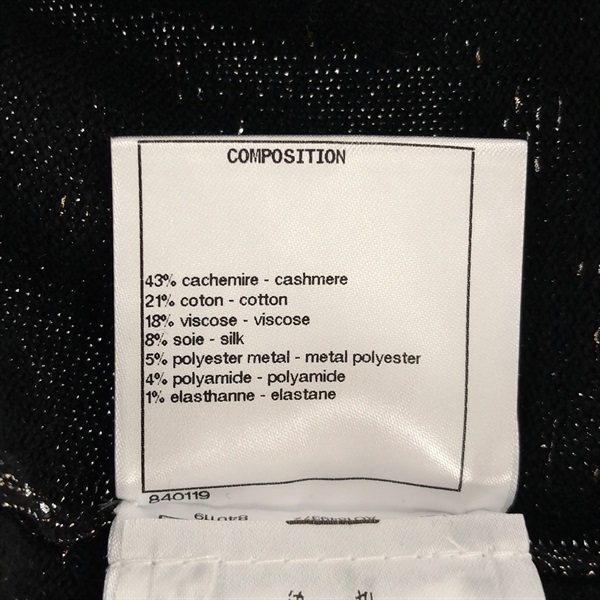 COMPOSITION
43% cachemire - cashmere
21% coton - cotton
18% viscose - viscose
8% soie - silk
5% polyester metal - metal polyester
4% polyamide - polyamide
1% elasthanne - elastane
840119
840119